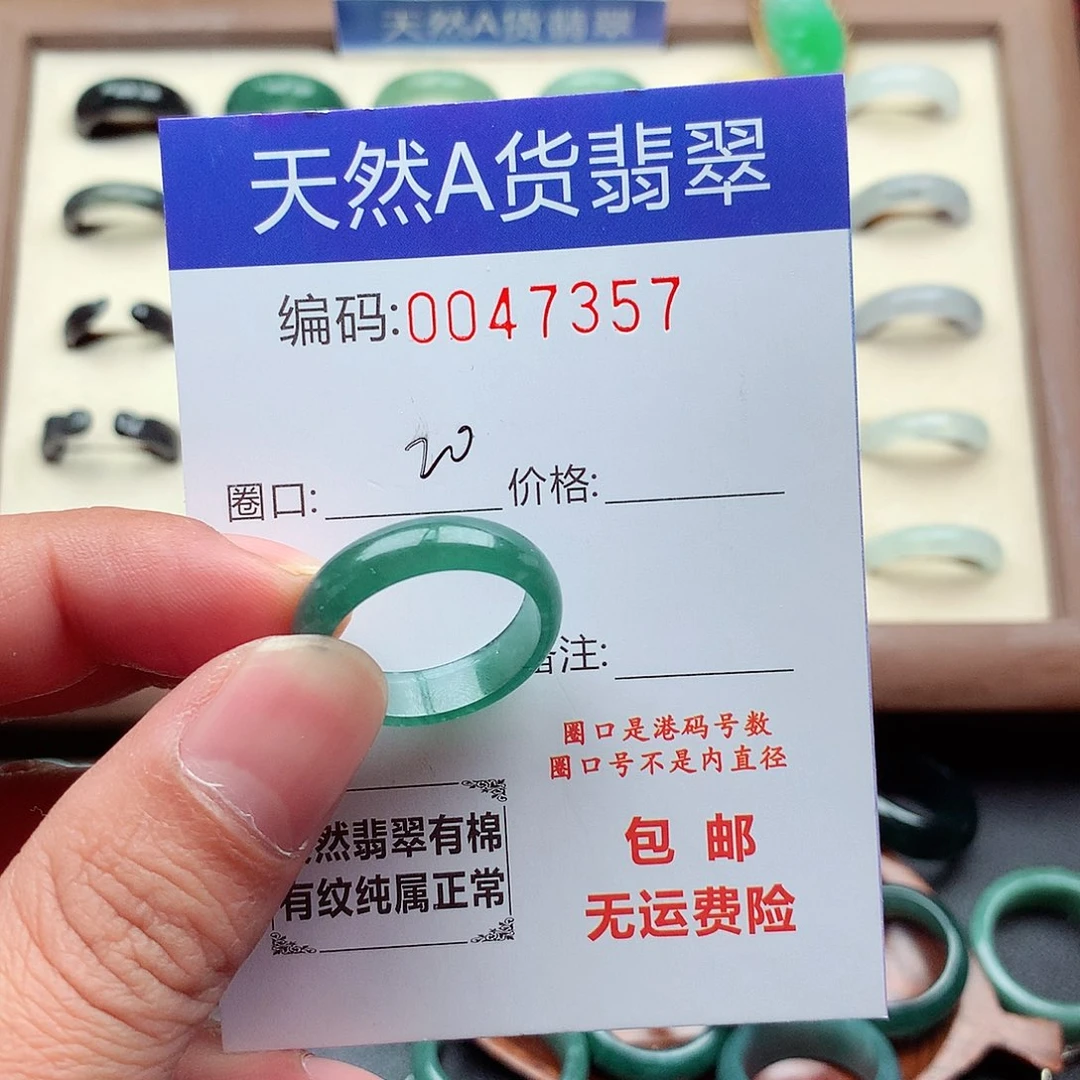 天然A货翡翠
天然A货翡翠
编码:0047357
圈口: 20 价格:
备注:
圈口是港码号数
圈口号不是内直径
然翡翠有棉
有纹纯属正常
包邮
无运费险